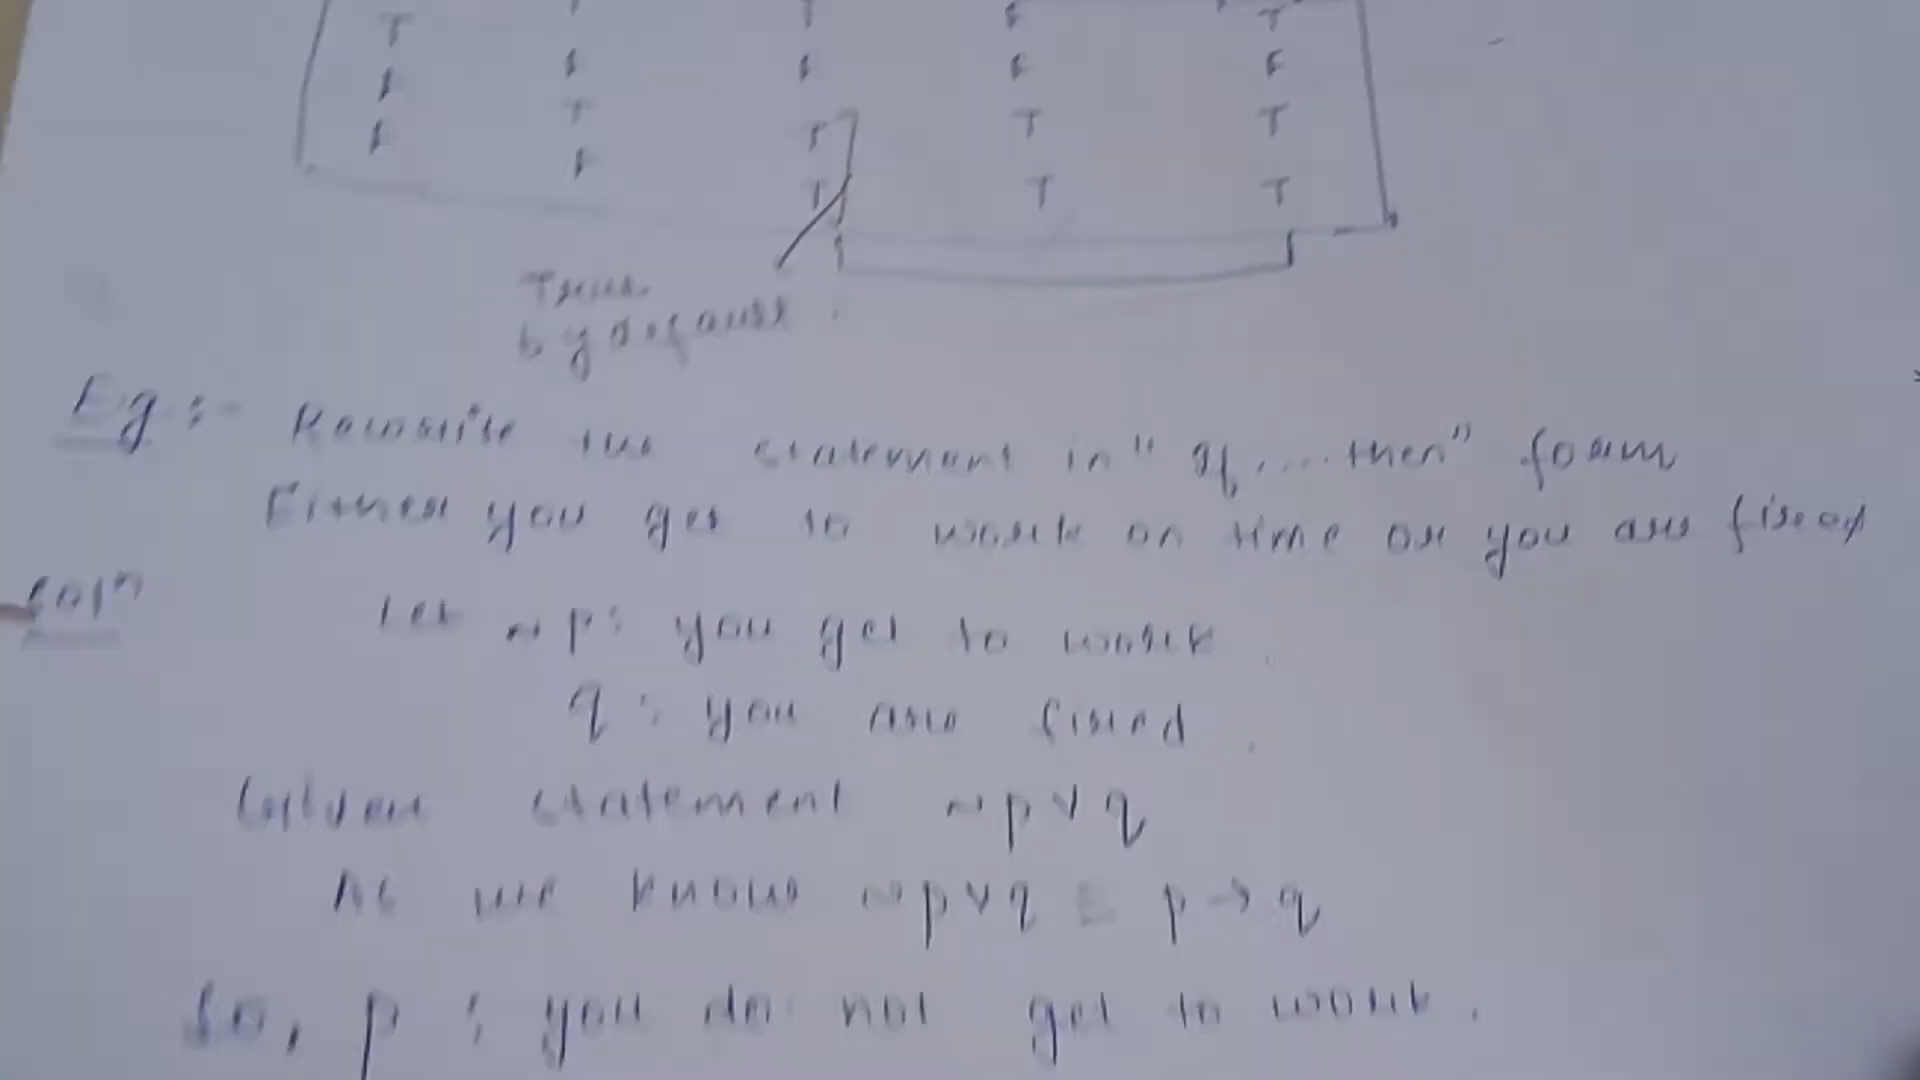 T T F T
F F F F F
F T T T T
F T T T
True
by default
Eg :- Rewrite the statement in "If .... then" form
Either you get to work on time or you are fired
Soln
Let ~p : you get to work.
q : you are fired.
Given statement ~p∨q
As we know ~p∨q ≡ p→q
So, p : you do not get to work.